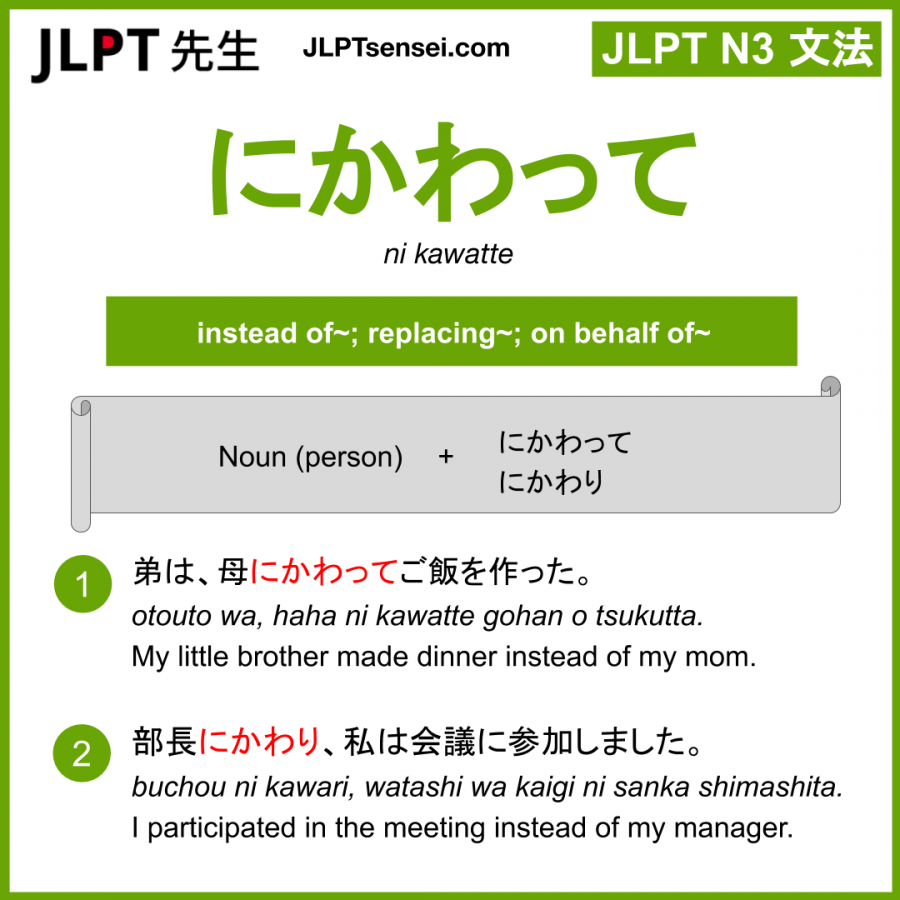 JLPT 先生
JLPTsensei.com
JLPT N3 文法
にかわって
ni kawatte
instead of~; replacing~; on behalf of~
Noun (person) + にかわって
にかわり
1 弟は、母にかわってご飯を作った。
otouto wa, haha ni kawatte gohan o tsukutta.
My little brother made dinner instead of my mom.
2 部長にかわり、私は会議に参加しました。
buchou ni kawari, watashi wa kaigi ni sanka shimashita.
I participated in the meeting instead of my manager.